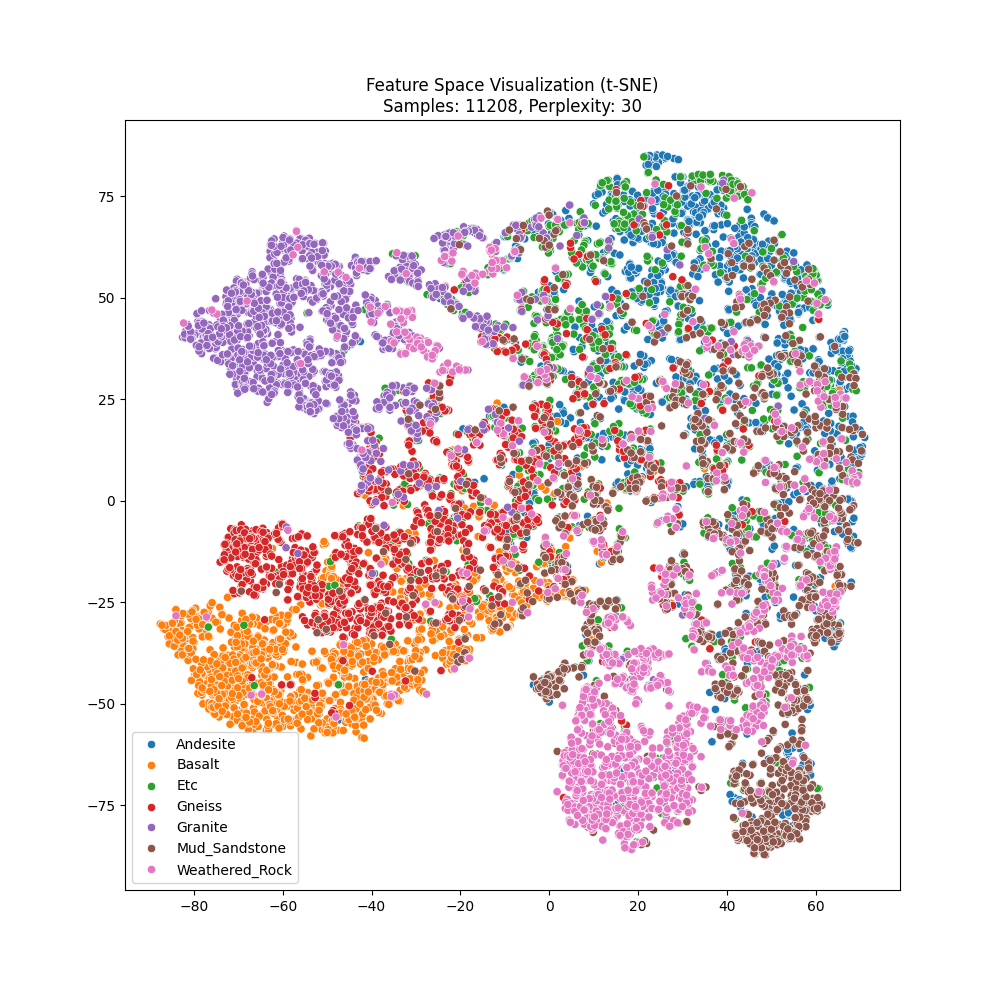 Feature Space Visualization (t-SNE)
Samples: 11208, Perplexity: 30
75
50
25
0
−25
−50
−75
Andesite
Basalt
Etc
Gneiss
Granite
Mud_Sandstone
Weathered_Rock
−80 −60 −40 −20 0 20 40 60